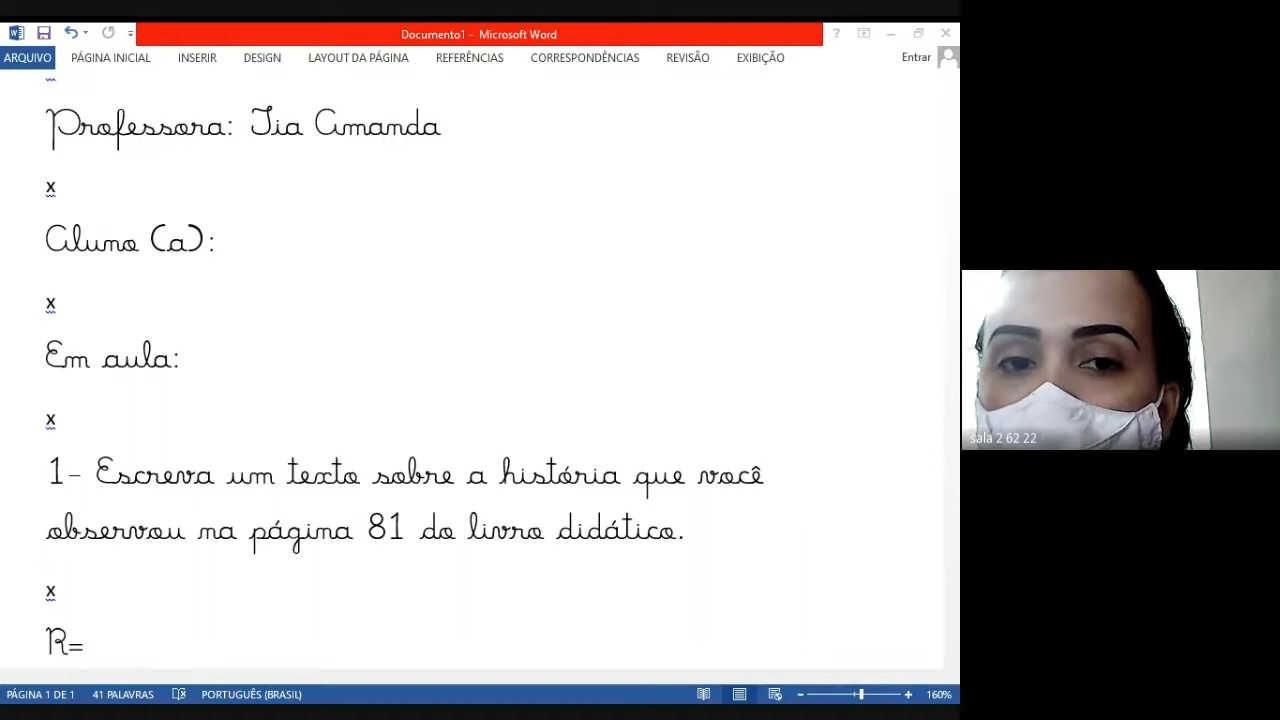 Documento1 - Microsoft Word
?
ARQUIVO PÁGINA INICIAL INSERIR DESIGN LAYOUT DA PÁGINA REFERÊNCIAS CORRESPONDÊNCIAS REVISÃO EXIBIÇÃO Entrar
Professora: Tia Amanda
x
Aluno (a):
x
Em aula:
x
1- Escreva um texto sobre a história que você
observou na página 81 do livro didático.
x
R=
sala 2 62 22
PÁGINA 1 DE 1 41 PALAVRAS PORTUGUÊS (BRASIL) 160%